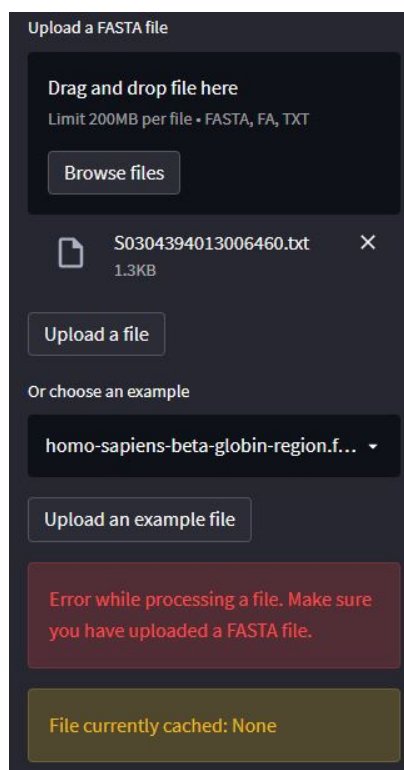 Upload a FASTA file
Drag and drop file here
Limit 200MB per file • FASTA, FA, TXT
Browse files
S0304394013006460.txt
1.3KB
Upload a file
Or choose an example
homo-sapiens-beta-globin-region.f...
Upload an example file
Error while processing a file. Make sure
you have uploaded a FASTA file.
File currently cached: None